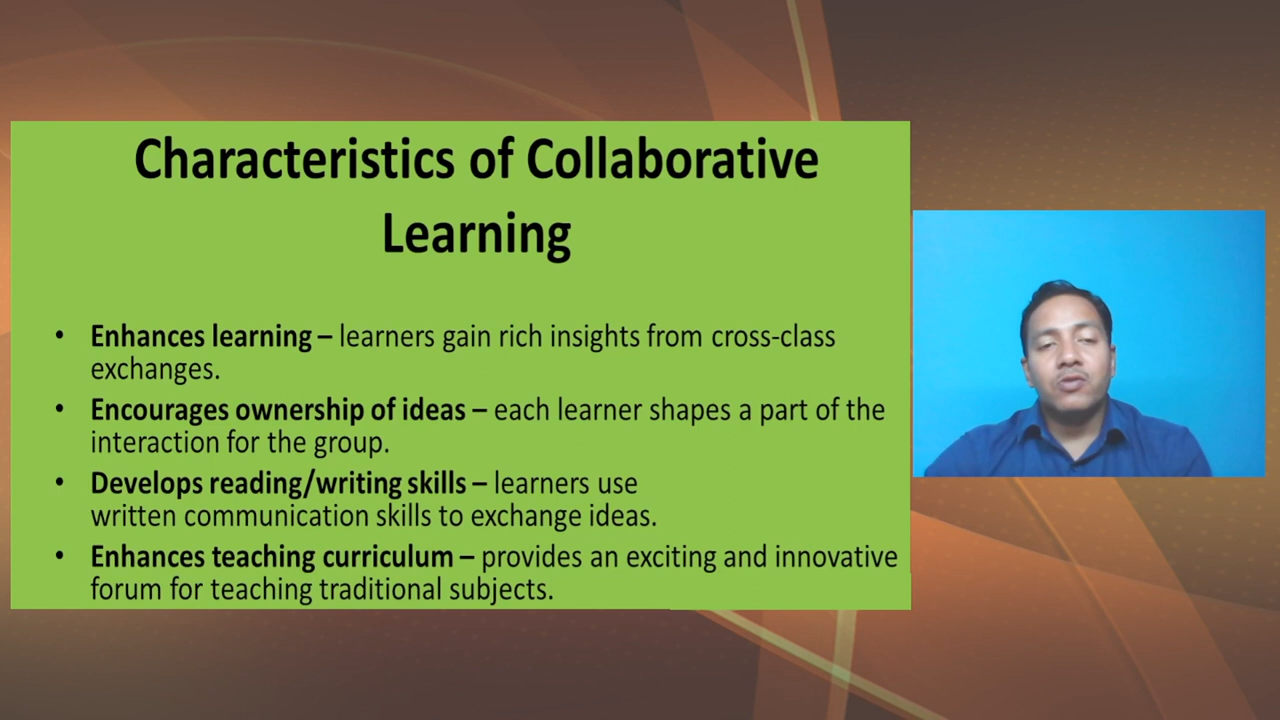 Characteristics of Collaborative
Learning
• Enhances learning – learners gain rich insights from cross-class
exchanges.
• Encourages ownership of ideas – each learner shapes a part of the
interaction for the group.
• Develops reading/writing skills – learners use
written communication skills to exchange ideas.
• Enhances teaching curriculum – provides an exciting and innovative
forum for teaching traditional subjects.